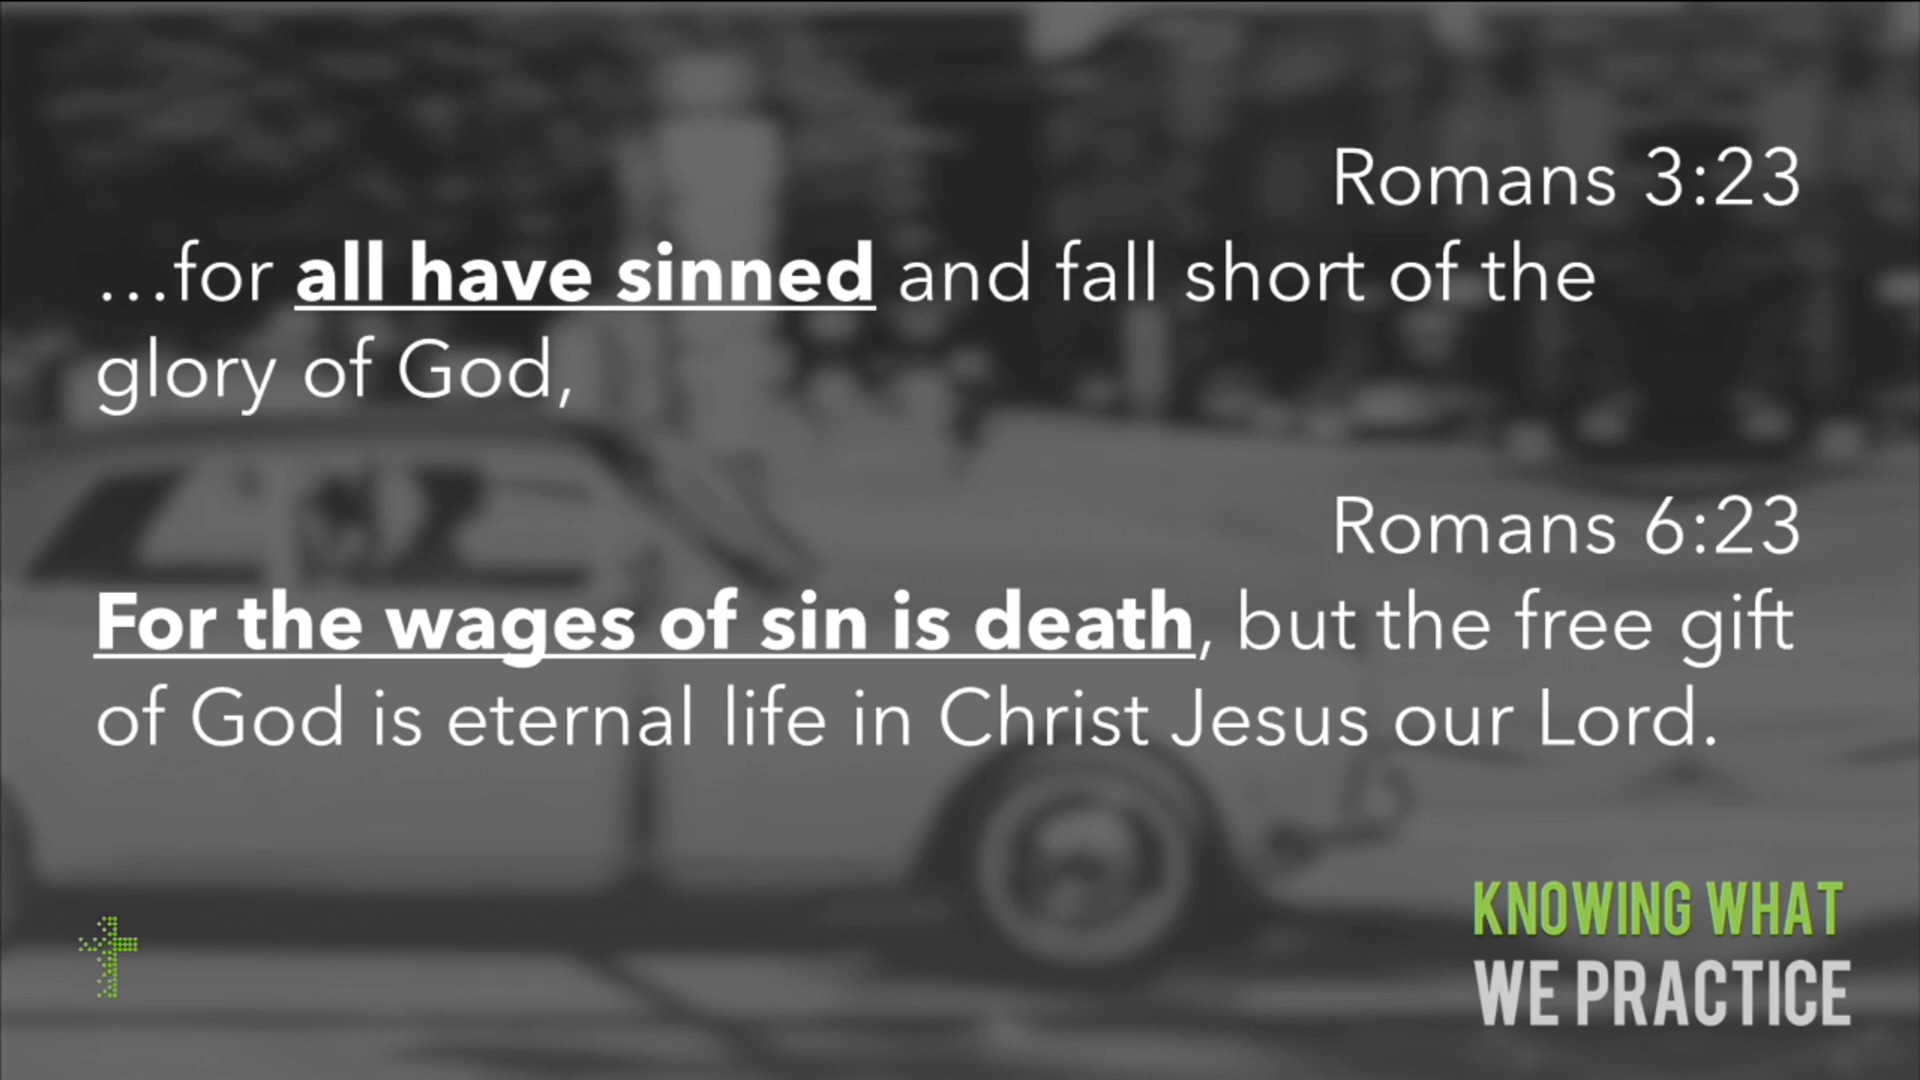 Romans 3:23
…for all have sinned and fall short of the
glory of God,
Romans 6:23
For the wages of sin is death, but the free gift
of God is eternal life in Christ Jesus our Lord.
KNOWING WHAT
WE PRACTICE